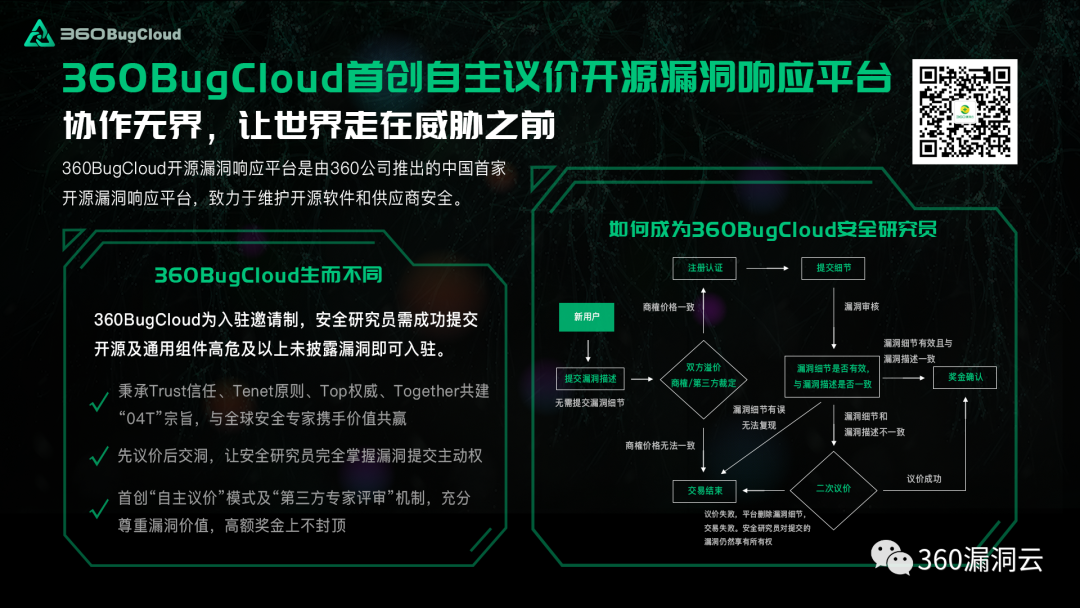 360BugCloud
360BugCloud首创自主议价开源漏洞响应平台
协作无界，让世界走在威胁之前
360BugCloud开源漏洞响应平台是由360公司推出的中国首家
开源漏洞响应平台，致力于维护开源软件和供应商安全。
360BugCloud生而不同
360BugCloud为入驻邀请制，安全研究员需成功提交
开源及通用组件高危及以上未披露漏洞即可入驻。
秉承Trust信任、Tenet原则、Top权威、Together共建
“04T”宗旨，与全球安全专家携手价值共赢
先议价后交洞，让安全研究员完全掌握漏洞提交主动权
首创“自主议价”模式及“第三方专家评审”机制，充分
尊重漏洞价值，高额奖金上不封顶
如何成为360BugCloud安全研究员
注册认证
提交细节
商榷价格一致
漏洞审核
新用户
提交漏洞描述
无需提交漏洞细节
双方溢价
商榷/第三方裁定
漏洞细节是否有效，
与漏洞描述是否一致
漏洞细节有效且与
漏洞描述一致
奖金确认
漏洞细节有误
无法复现
漏洞细节和
漏洞描述不一致
商榷价格无法一致
交易结束
二次议价
议价成功
议价失败，平台删除漏洞细节，
交易失败。安全研究员对提交的
漏洞仍然享有所有权
360漏洞云